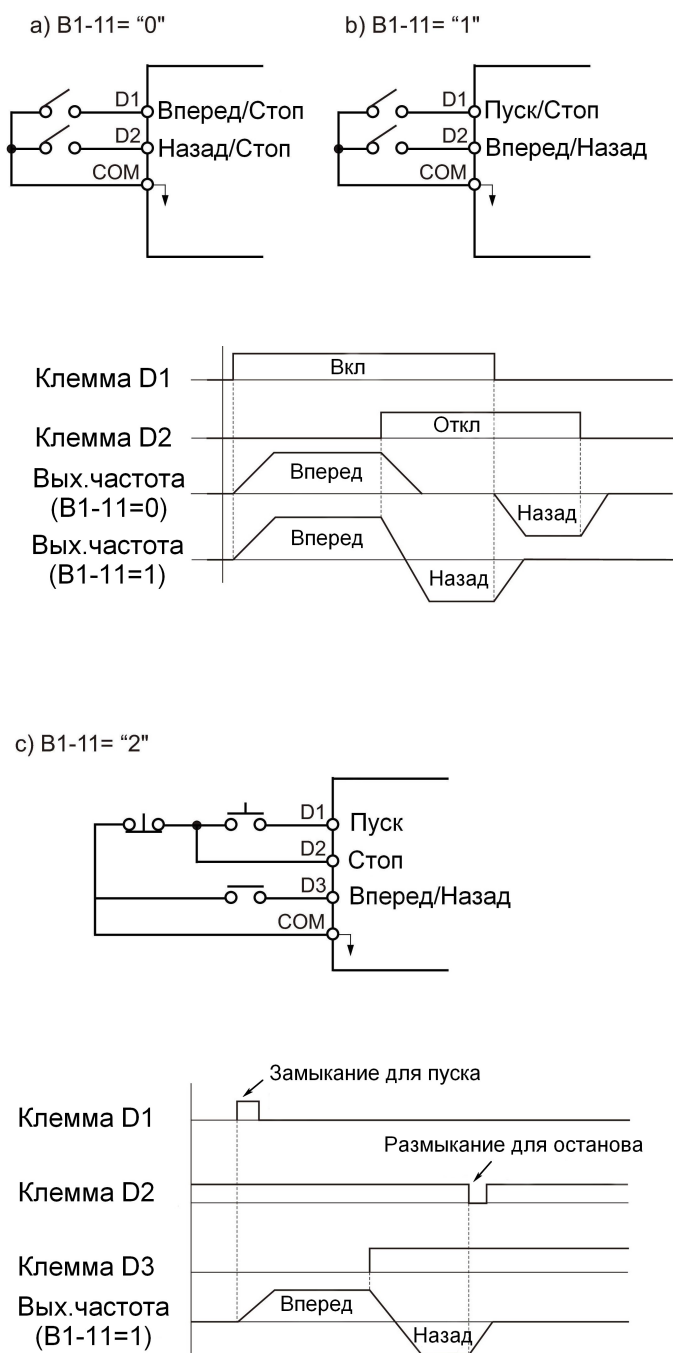 a) B1-11= “0" b) B1-11= “1"
D1 Вперед/Стоп D1 Пуск/Стоп
D2 Назад/Стоп D2 Вперед/Назад
COM COM
Клемма D1 Вкл
Клемма D2 Откл
Вых.частота Вперед
(B1-11=0) Назад
Вых.частота Вперед
(B1-11=1) Назад
c) B1-11= “2"
D1 Пуск
D2 Стоп
D3 Вперед/Назад
COM
Замыкание для пуска
Клемма D1
Размыкание для останова
Клемма D2
Клемма D3
Вых.частота Вперед
(B1-11=1) Назад